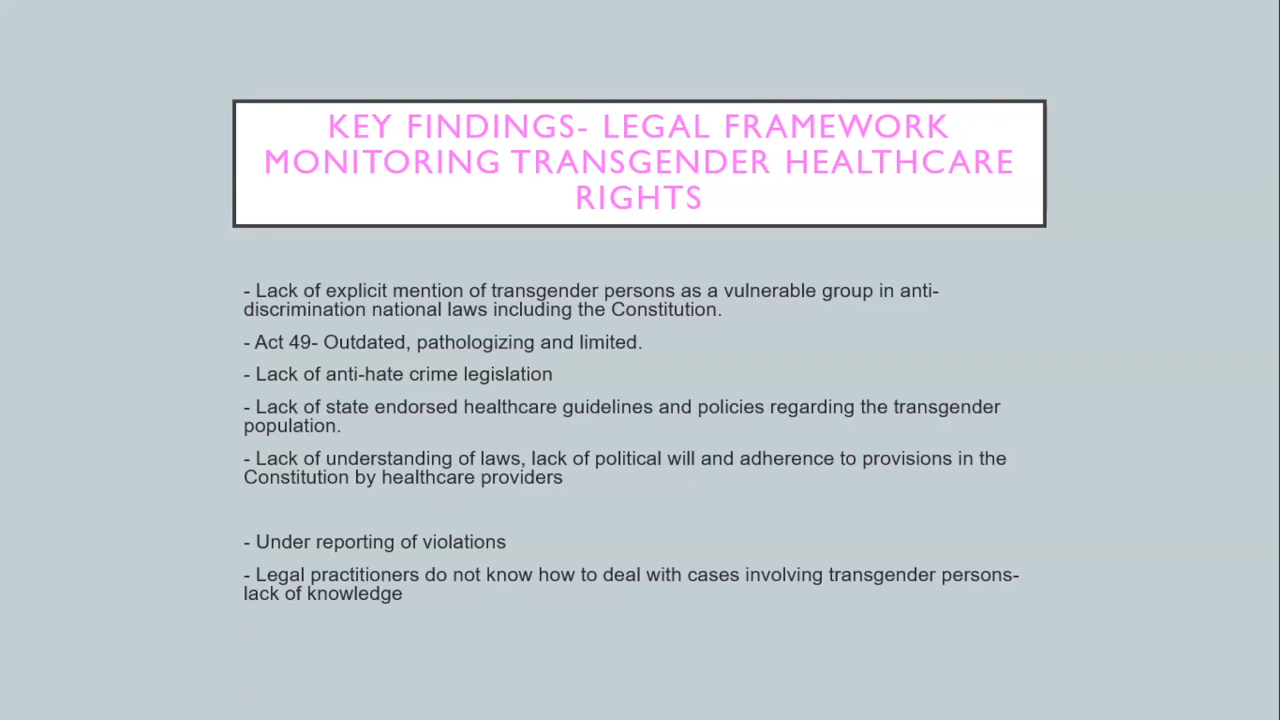 KEY FINDINGS- LEGAL FRAMEWORK
MONITORING TRANSGENDER HEALTHCARE
RIGHTS
- Lack of explicit mention of transgender persons as a vulnerable group in anti-
discrimination national laws including the Constitution.
- Act 49- Outdated, pathologizing and limited.
- Lack of anti-hate crime legislation
- Lack of state endorsed healthcare guidelines and policies regarding the transgender
population.
- Lack of understanding of laws, lack of political will and adherence to provisions in the
Constitution by healthcare providers
- Under reporting of violations
- Legal practitioners do not know how to deal with cases involving transgender persons-
lack of knowledge